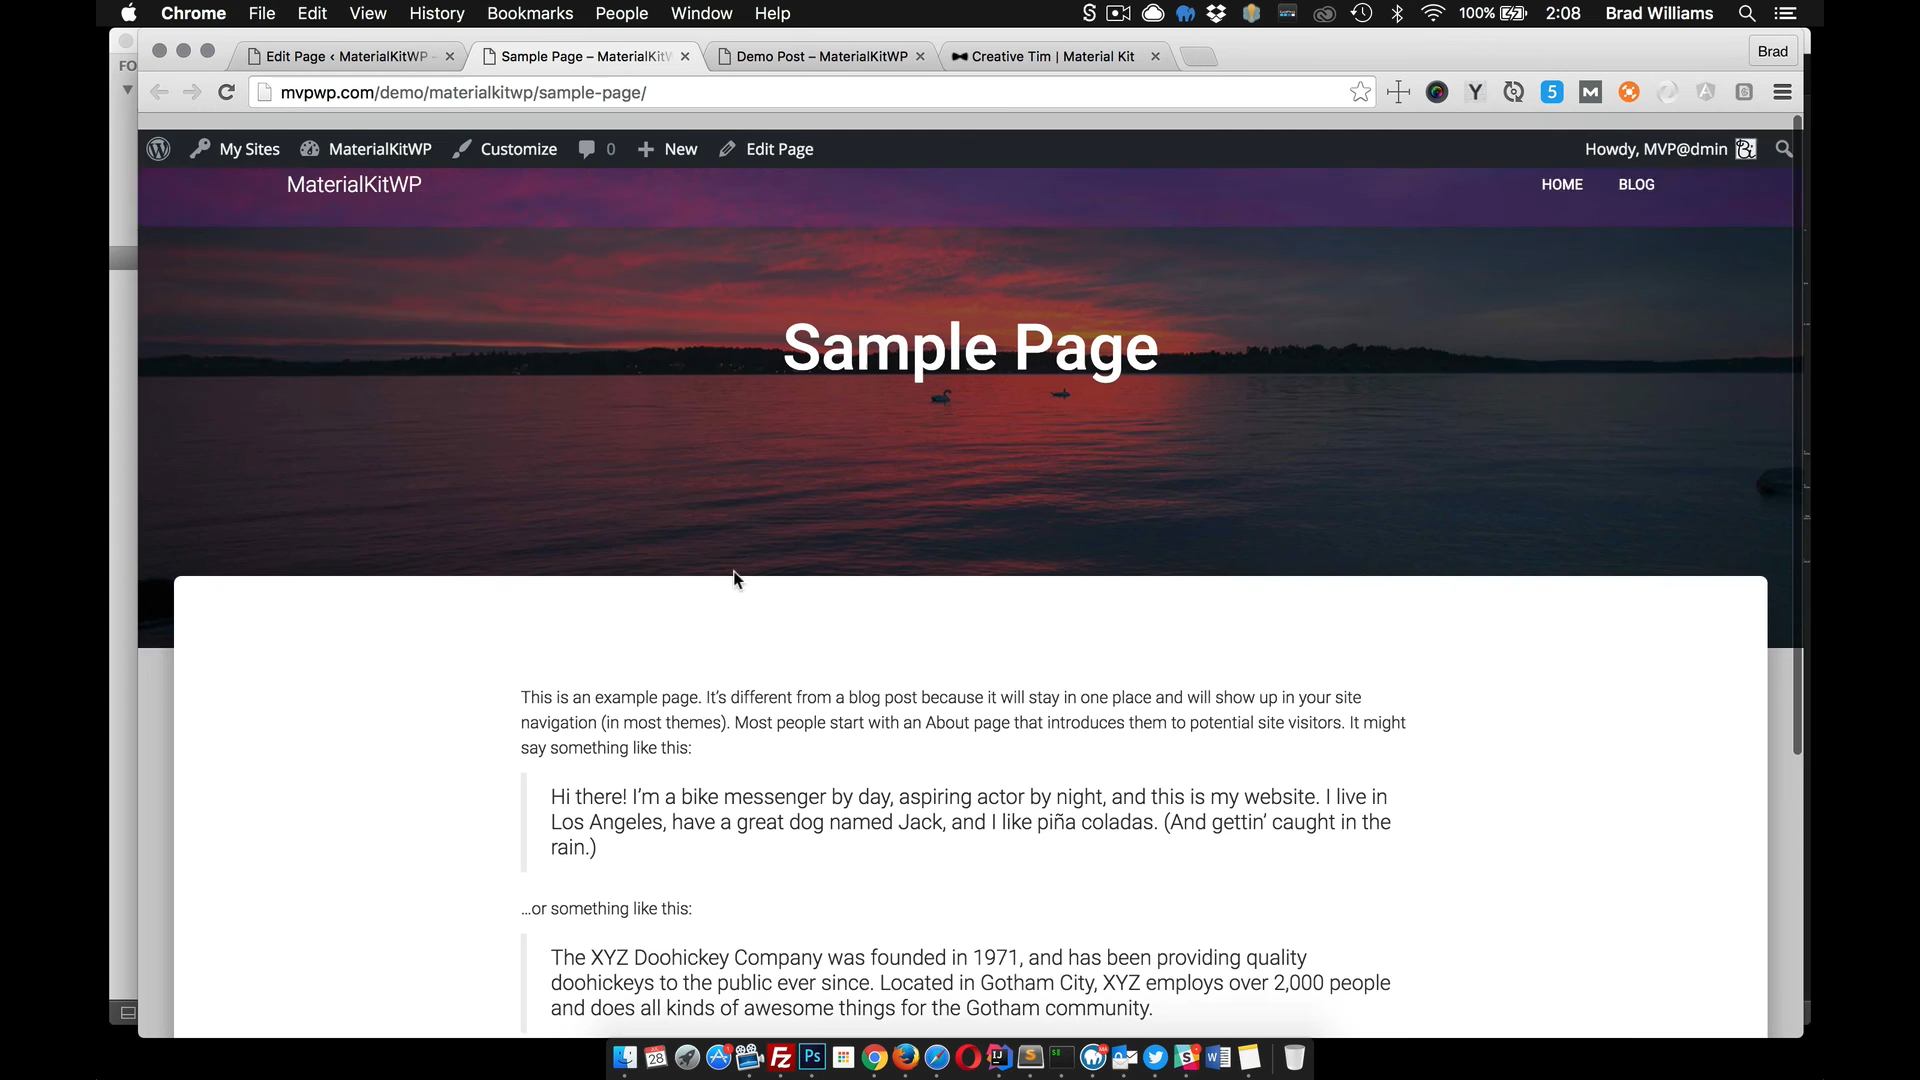 Chrome File Edit View History Bookmarks People Window Help 100% 2:08 Brad Williams
FO
Edit Page ‹ MaterialKitWP Sample Page – MaterialKitW Demo Post – MaterialKitWP Creative Tim | Material Kit Brad
mvpwp.com/demo/materialkitwp/sample-page/
My Sites MaterialKitWP Customize 0 New Edit Page Howdy, MVP@dmin
MaterialKitWP HOME BLOG
Sample Page
This is an example page. It’s different from a blog post because it will stay in one place and will show up in your site
navigation (in most themes). Most people start with an About page that introduces them to potential site visitors. It might
say something like this:
Hi there! I’m a bike messenger by day, aspiring actor by night, and this is my website. I live in
Los Angeles, have a great dog named Jack, and I like piña coladas. (And gettin’ caught in the
rain.)
…or something like this:
The XYZ Doohickey Company was founded in 1971, and has been providing quality
doohickeys to the public ever since. Located in Gotham City, XYZ employs over 2,000 people
and does all kinds of awesome things for the Gotham community.
28 Fz Ps IJ S W